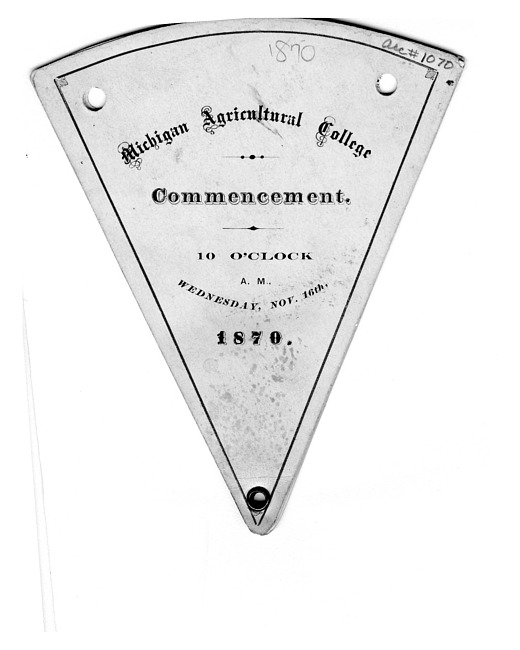 1870
acc#1070
Michigan Agricultural College
Commencement.
10 O'CLOCK
A. M.,
WEDNESDAY, NOV. 16th,
1870.